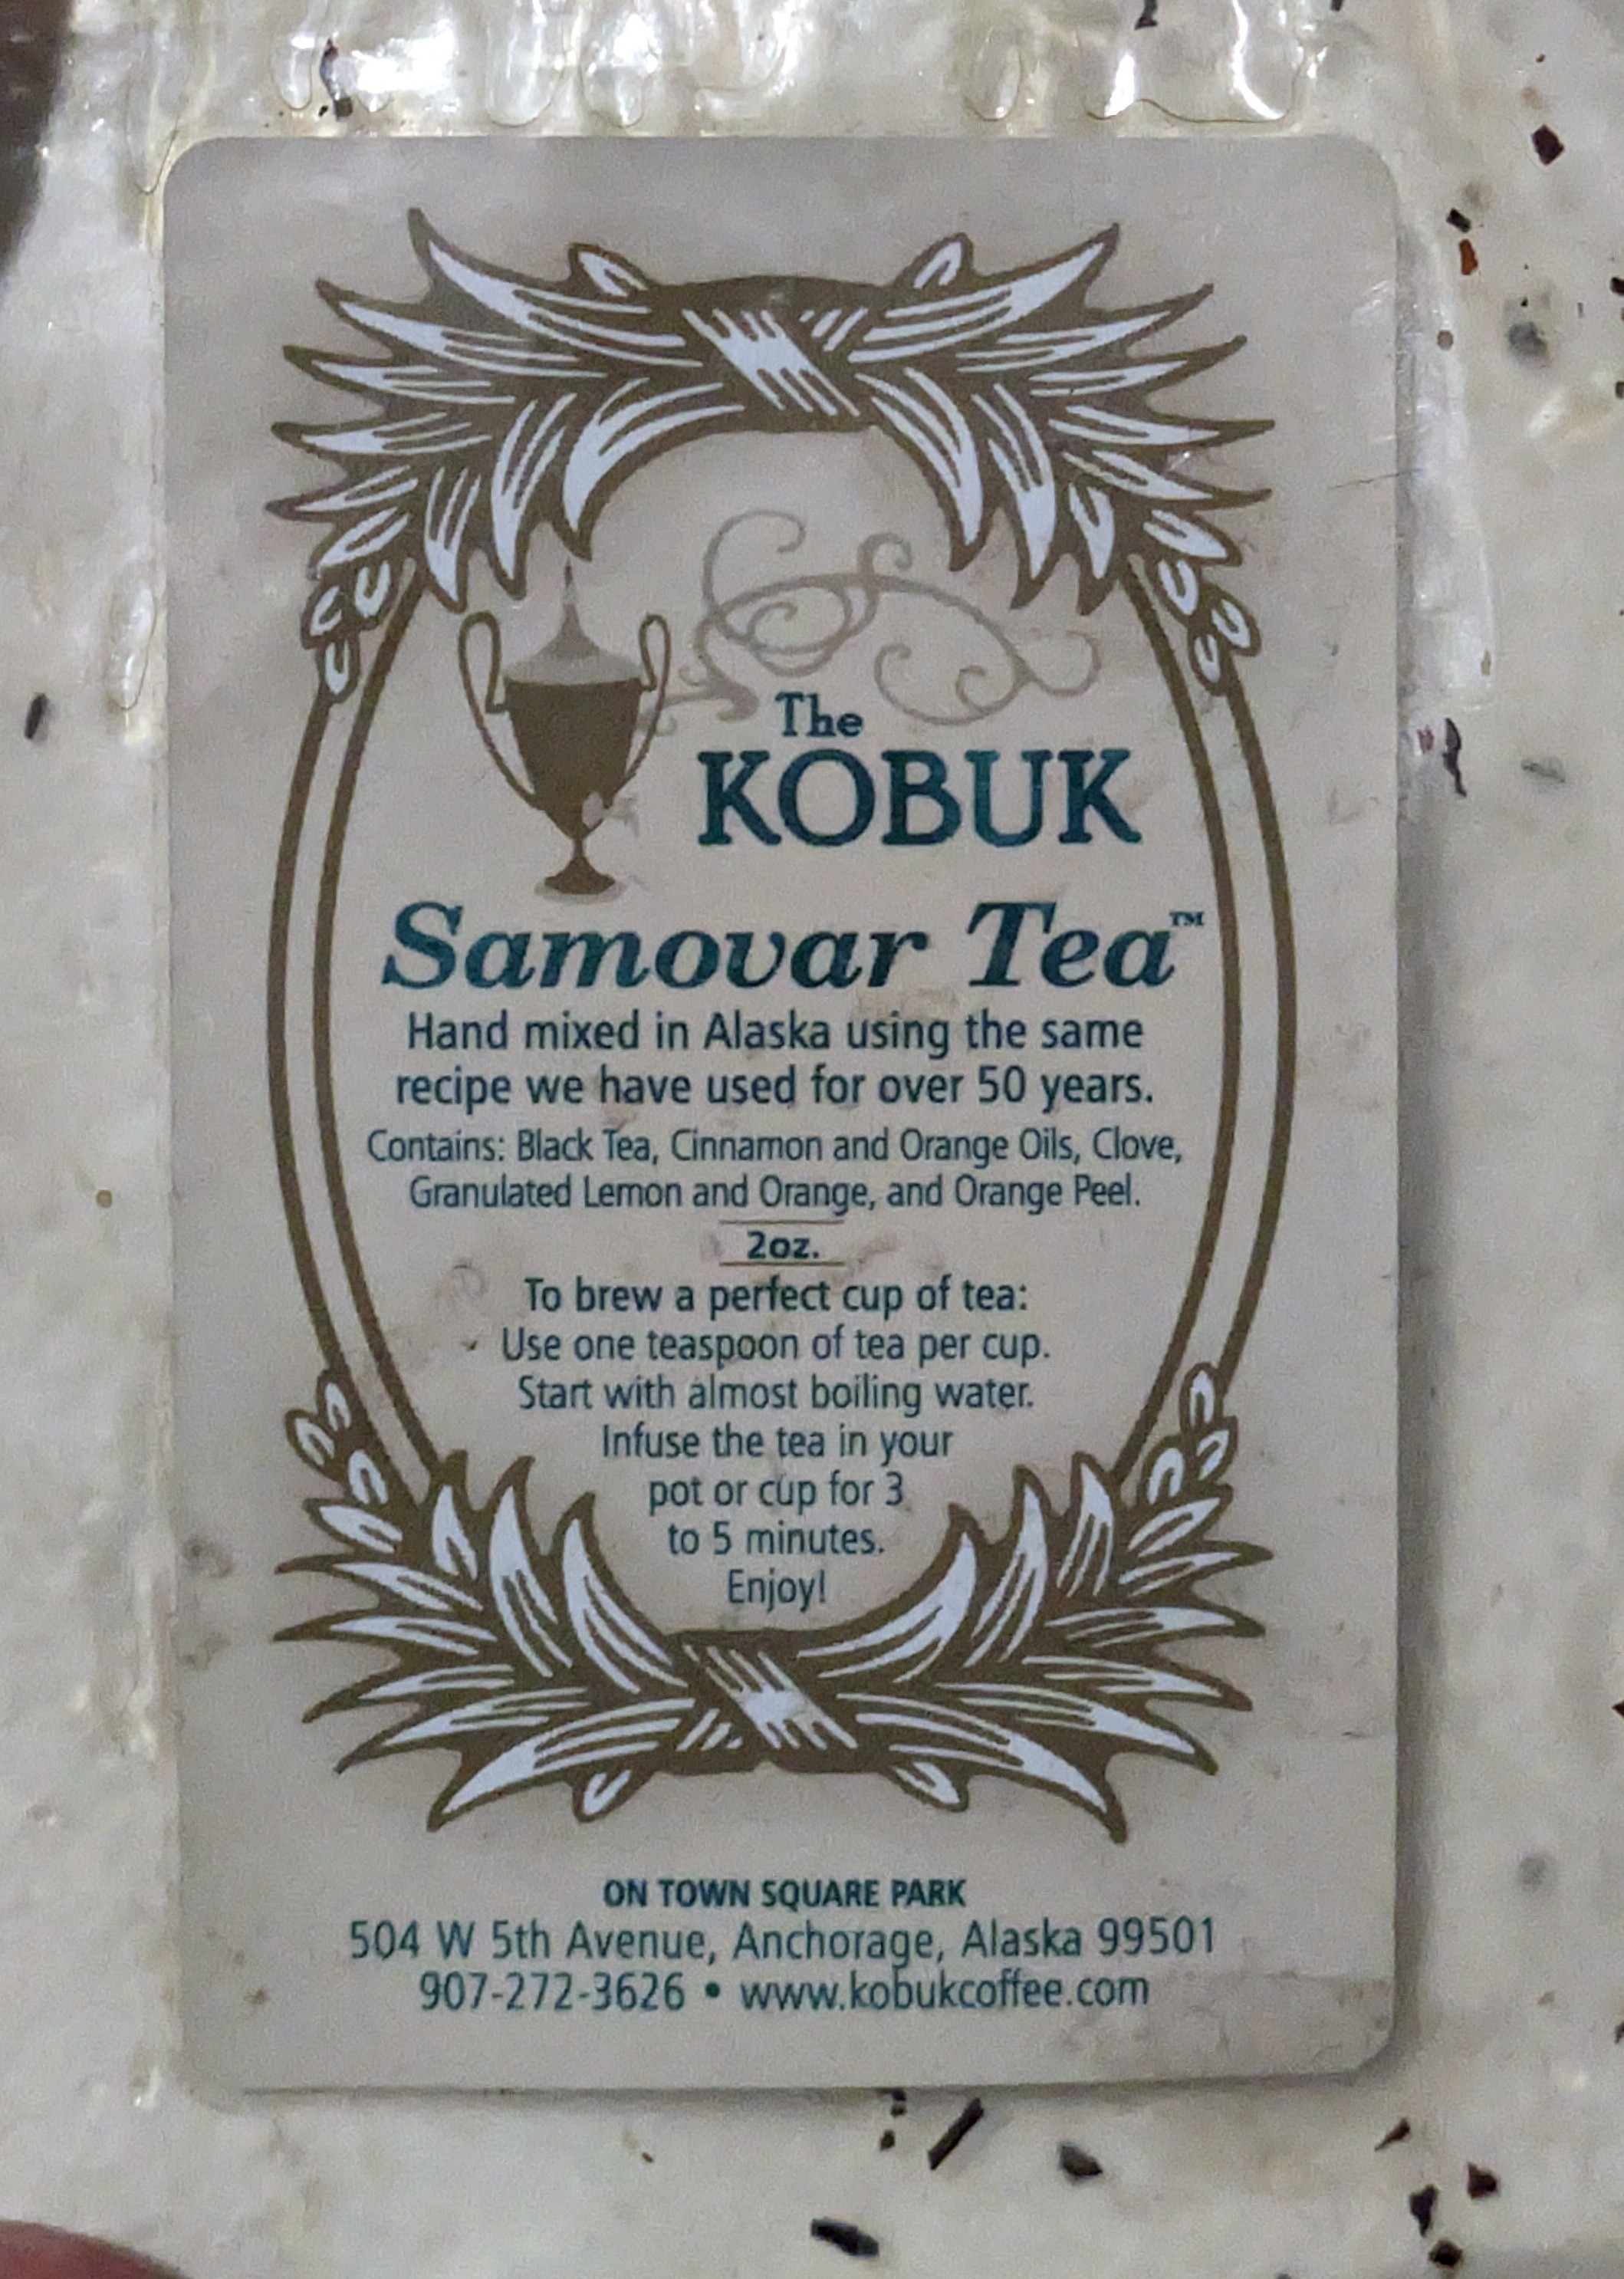 The
KOBUK
Samovar Tea™
Hand mixed in Alaska using the same
recipe we have used for over 50 years.
Contains: Black Tea, Cinnamon and Orange Oils, Clove,
Granulated Lemon and Orange, and Orange Peel.
2oz.
To brew a perfect cup of tea:
Use one teaspoon of tea per cup.
Start with almost boiling water.
Infuse the tea in your
pot or cup for 3
to 5 minutes.
Enjoy!
ON TOWN SQUARE PARK
504 W 5th Avenue, Anchorage, Alaska 99501
907-272-3626 • www.kobukcoffee.com